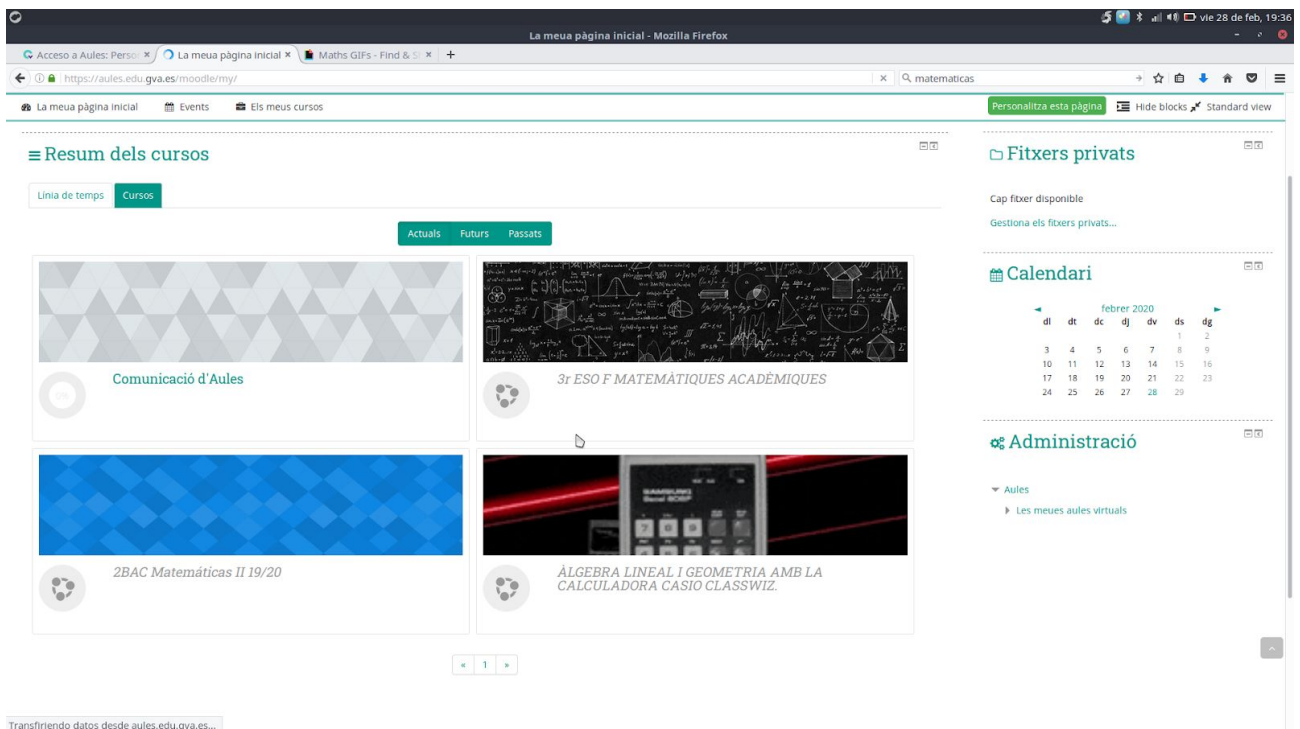 vie 28 de feb, 19:36
La meua pàgina inicial - Mozilla Firefox
Acceso a Aules: Perso
La meua pàgina inicial
Maths GIFs - Find & S
https://aules.edu.gva.es/moodle/my/
matematicas
La meua pàgina inicial
Events
Els meus cursos
Personalitza esta pàgina
Hide blocks
Standard view
Resum dels cursos
Línia de temps
Cursos
Actuals
Futurs
Passats
Comunicació d'Aules
0%
3r ESO F MATEMÀTIQUES ACADÈMIQUES
2BAC Matemáticas II 19/20
SAMSUNG
7 8 9
ÀLGEBRA LINEAL I GEOMETRIA AMB LA
CALCULADORA CASIO CLASSWIZ.
« 1 »
Fitxers privats
Cap fitxer disponible
Gestiona els fitxers privats...
Calendari
◄ febrer 2020 ►
dl dt dc dj dv ds dg
1 2
3 4 5 6 7 8 9
10 11 12 13 14 15 16
17 18 19 20 21 22 23
24 25 26 27 28 29
Administració
Aules
Les meues aules virtuals
Transfiriendo datos desde aules.edu.gva.es...